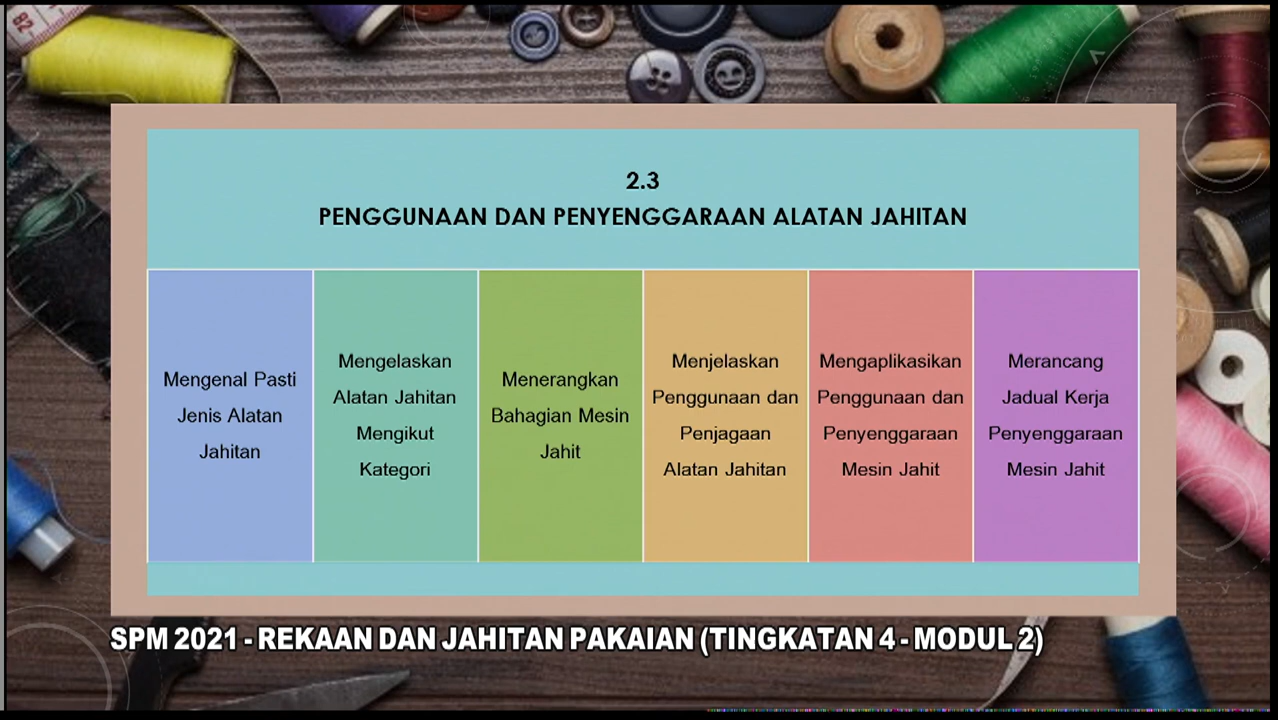 82
2.3
PENGGUNAAN DAN PENYENGGARAAN ALATAN JAHITAN
Mengenal Pasti
Jenis Alatan
Jahitan
Mengelaskan
Alatan Jahitan
Mengikut
Kategori
Menerangkan
Bahagian Mesin
Jahit
Menjelaskan
Penggunaan dan
Penjagaan
Alatan Jahitan
Mengaplikasikan
Penggunaan dan
Penyenggaraan
Mesin Jahit
Merancang
Jadual Kerja
Penyenggaraan
Mesin Jahit
SPM 2021 - REKAAN DAN JAHITAN PAKAIAN (TINGKATAN 4 - MODUL 2)